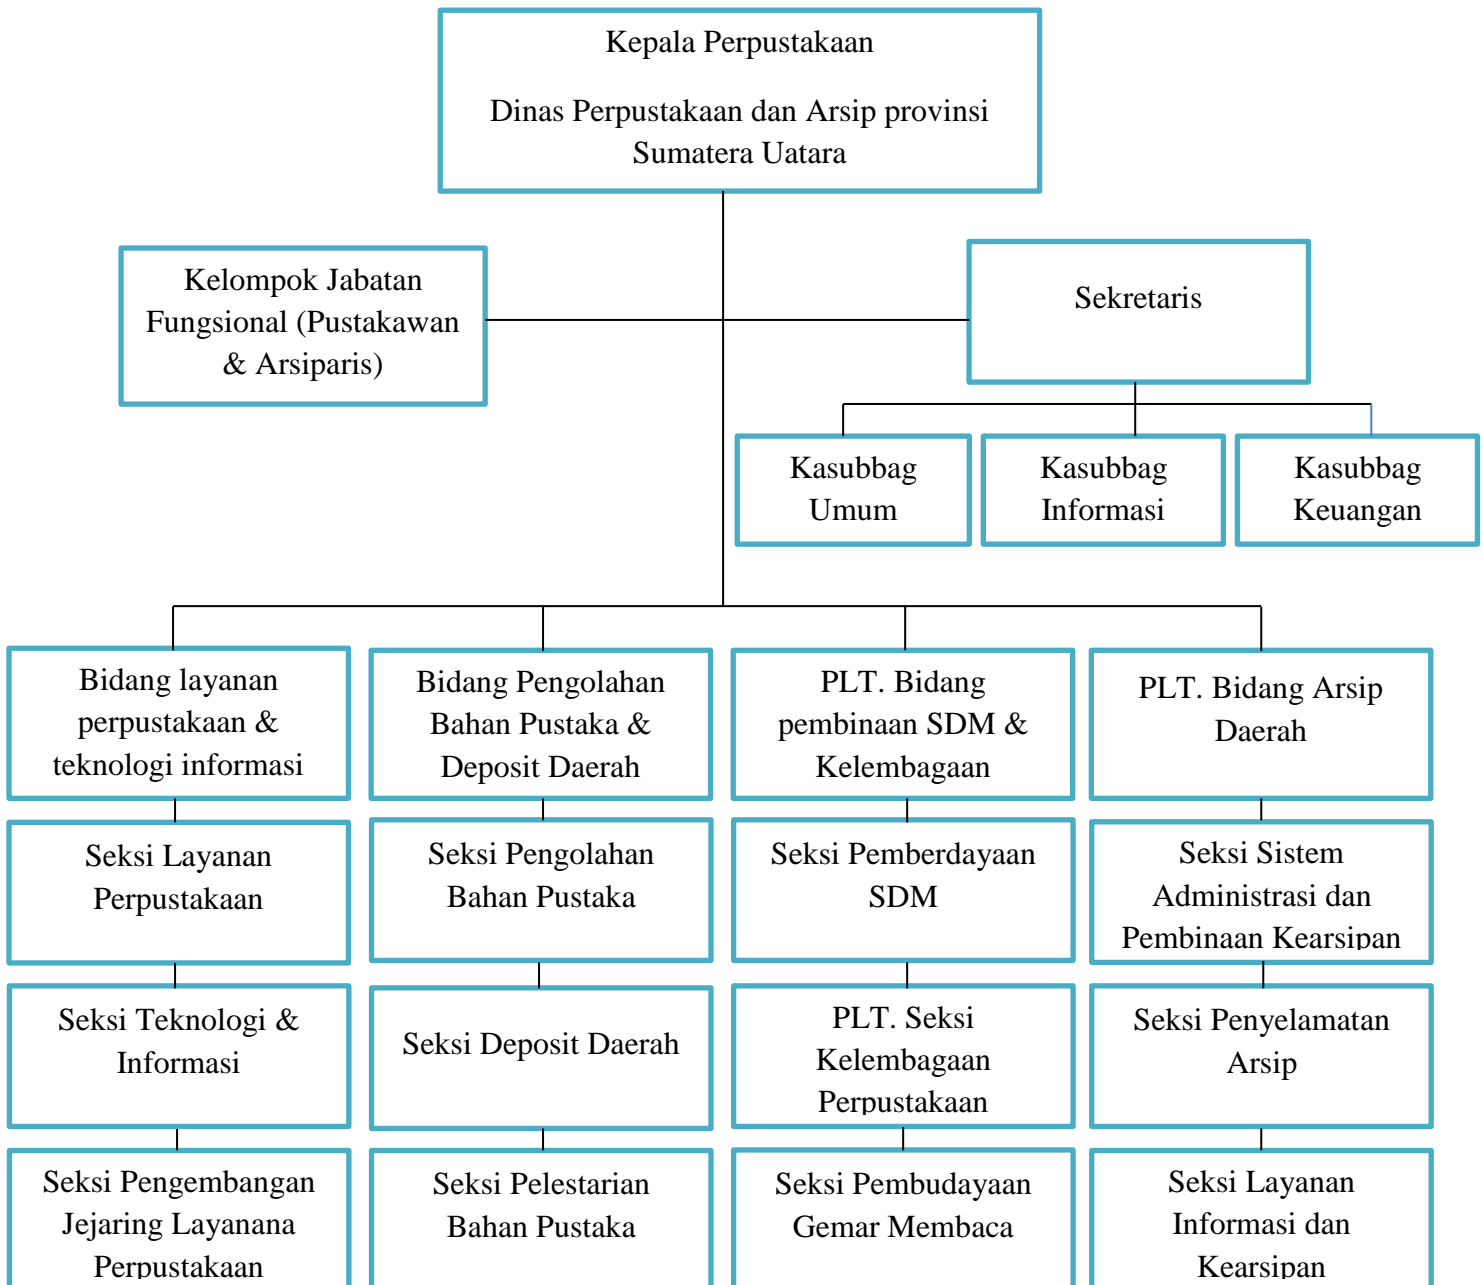 Kepala Perpustakaan
Dinas Perpustakaan dan Arsip provinsi
Sumatera Uatara
Kelompok Jabatan
Fungsional (Pustakawan
& Arsiparis)
Sekretaris
Kasubbag
Umum
Kasubbag
Informasi
Kasubbag
Keuangan
Bidang layanan
perpustakaan &
teknologi informasi
Bidang Pengolahan
Bahan Pustaka &
Deposit Daerah
PLT. Bidang
pembinaan SDM &
Kelembagaan
PLT. Bidang Arsip
Daerah
Seksi Layanan
Perpustakaan
Seksi Pengolahan
Bahan Pustaka
Seksi Pemberdayaan
SDM
Seksi Sistem
Administrasi dan
Pembinaan Kearsipan
Seksi Teknologi &
Informasi
Seksi Deposit Daerah
PLT. Seksi
Kelembagaan
Perpustakaan
Seksi Penyelamatan
Arsip
Seksi Pengembangan
Jejaring Layanana
Perpustakaan
Seksi Pelestarian
Bahan Pustaka
Seksi Pembudayaan
Gemar Membaca
Seksi Layanan
Informasi dan
Kearsipan